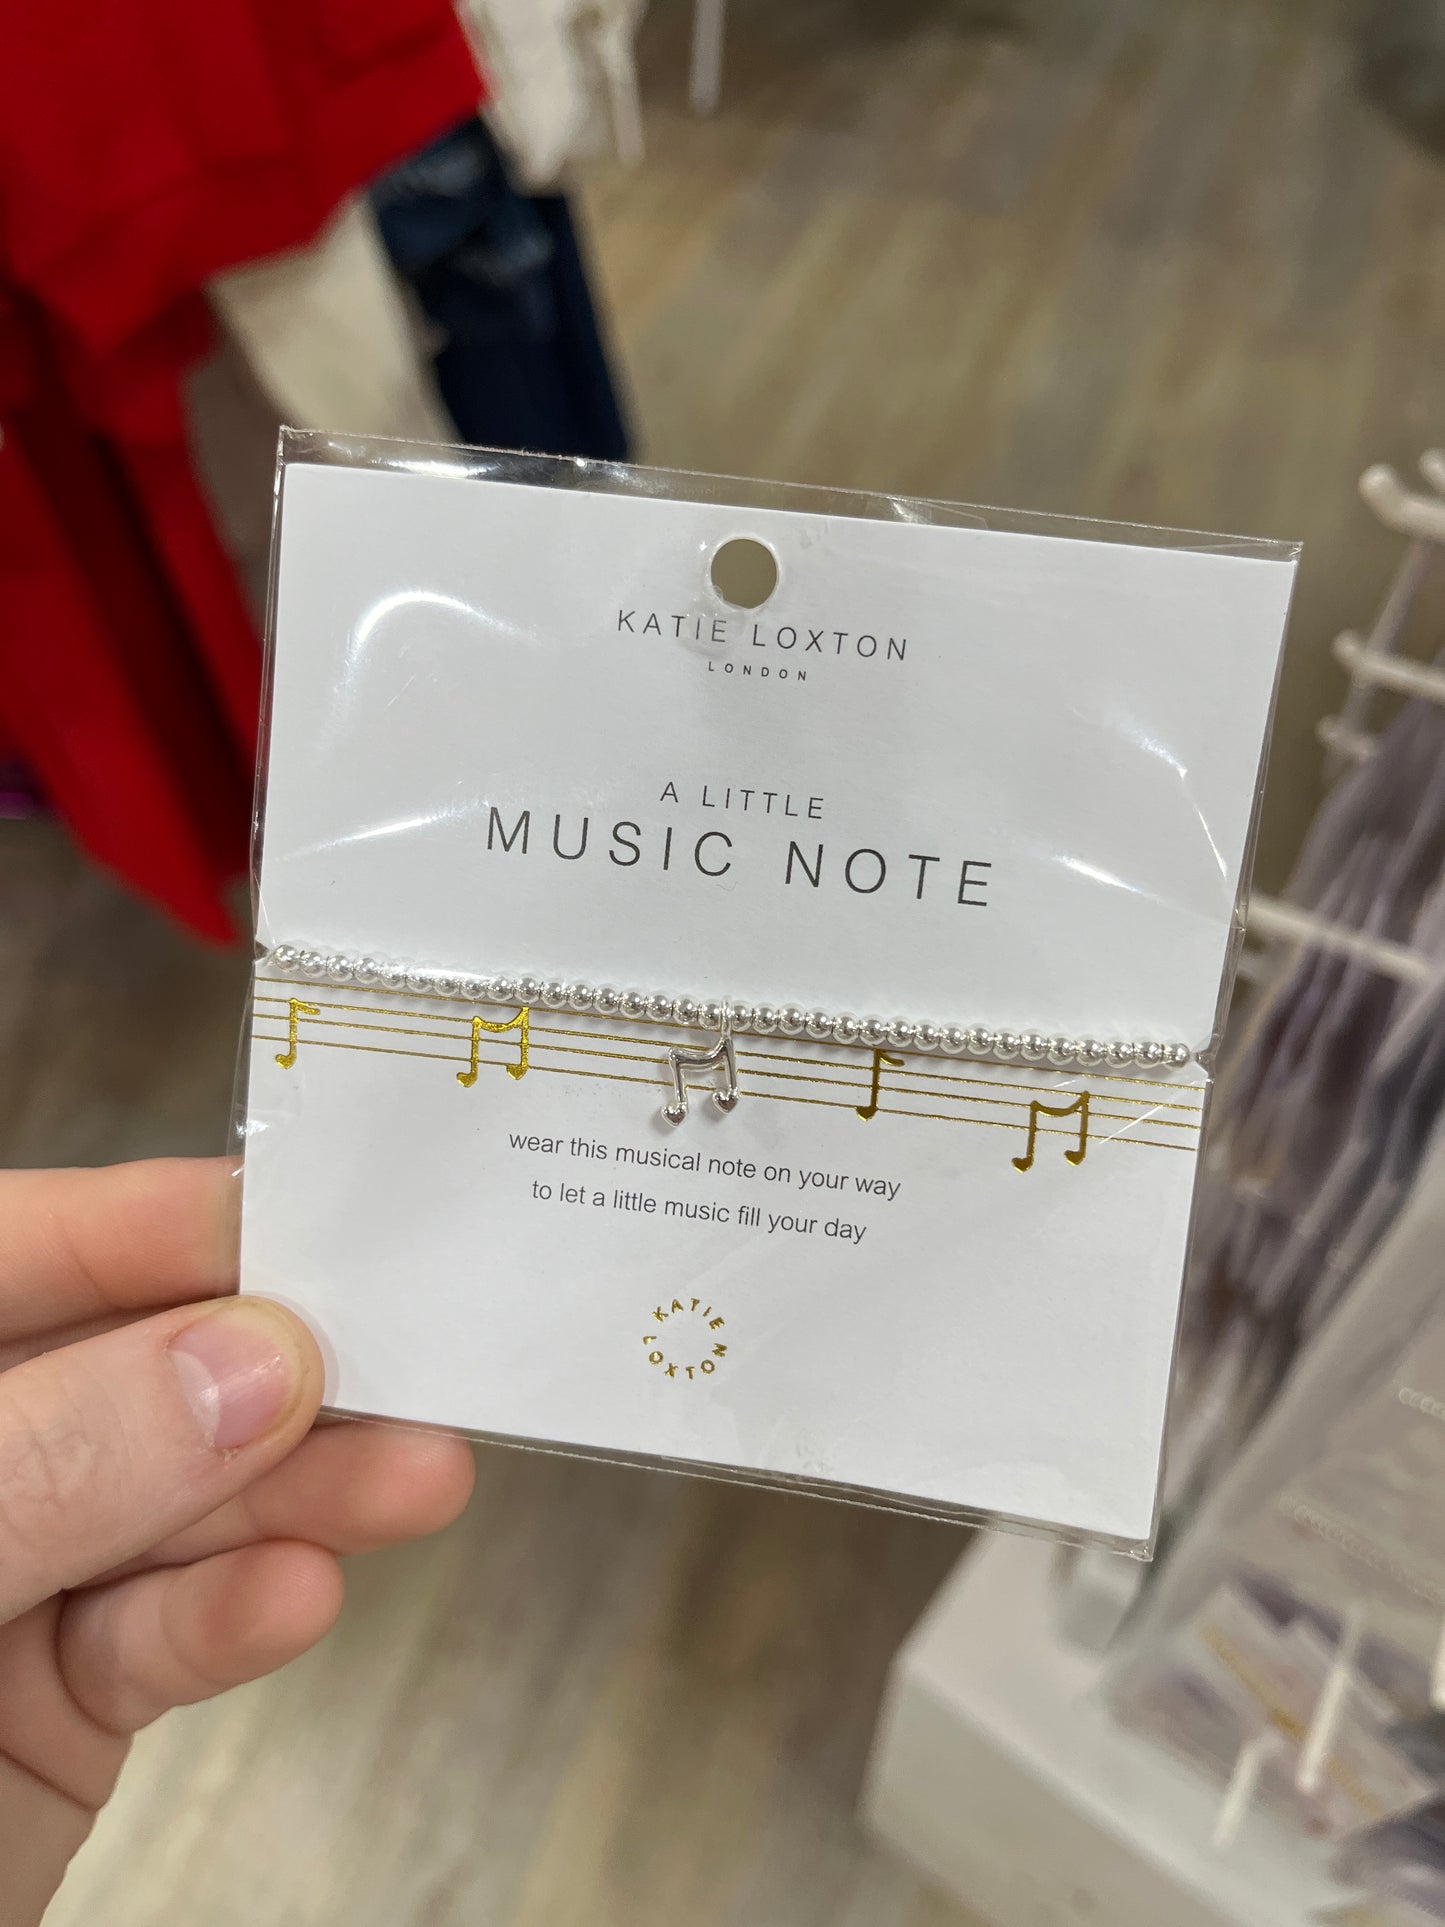 KATIE LOXTON
LONDON
A LITTLE
MUSIC NOTE
wear this musical note on your way
to let a little music fill your day
KATIE LOXTON